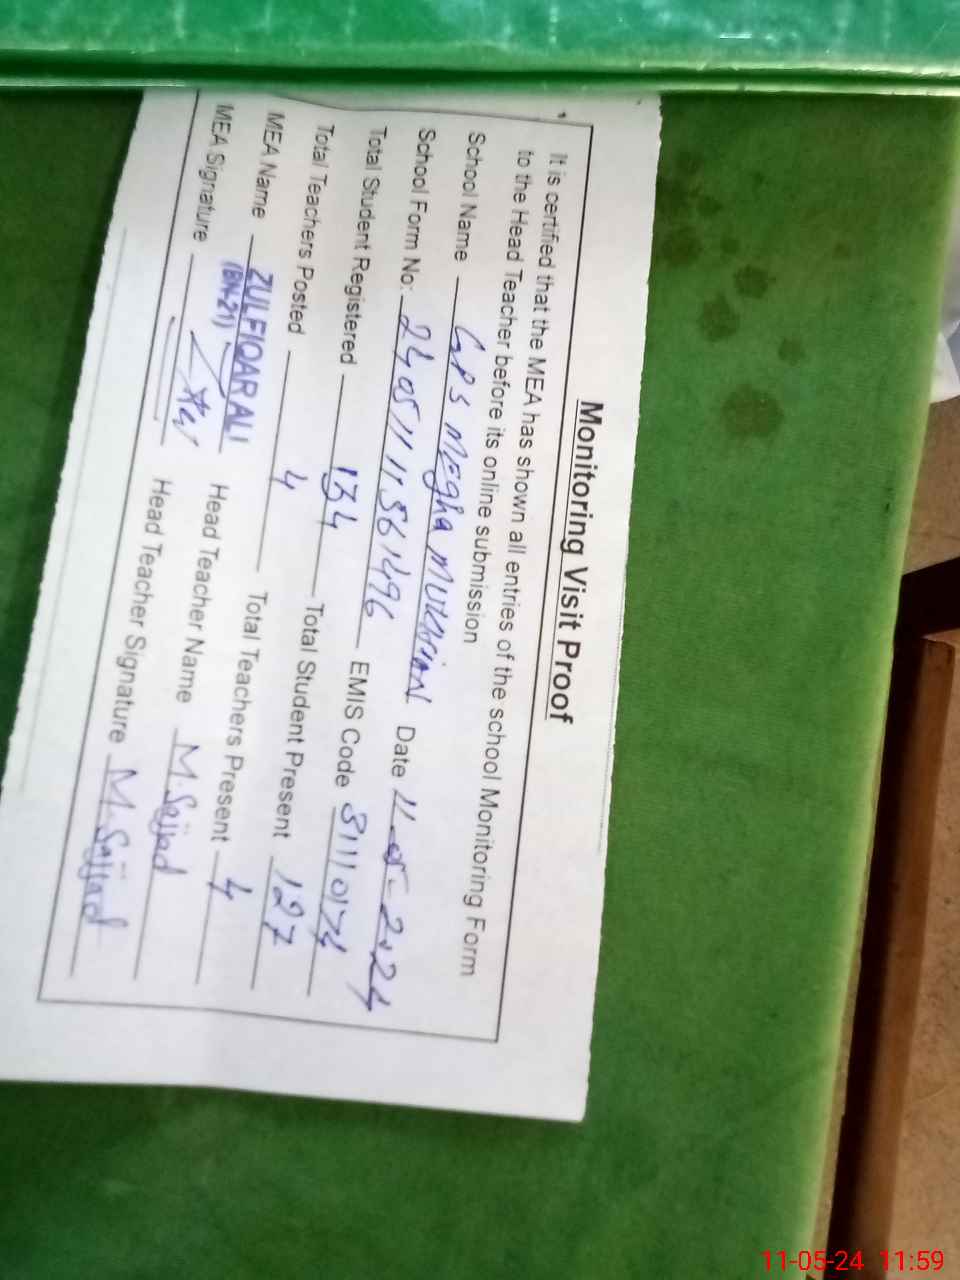 Monitoring Visit Proof
It is certified that the MEA has shown all entries of the school Monitoring Form
to the Head Teacher before its online submission
School Name GPS Megha Date 11-05-2024
School Form No: 24051111561496 EMIS Code 31110174
Total Student Registered 134 Total Student Present 127
Total Teachers Posted 4 Total Teachers Present 4
MEA Name ZULFIQAR ALI Head Teacher Name M. Sajjad
(BN-21)
MEA Signature Head Teacher Signature M. Sajjad
11-05-24 11:59